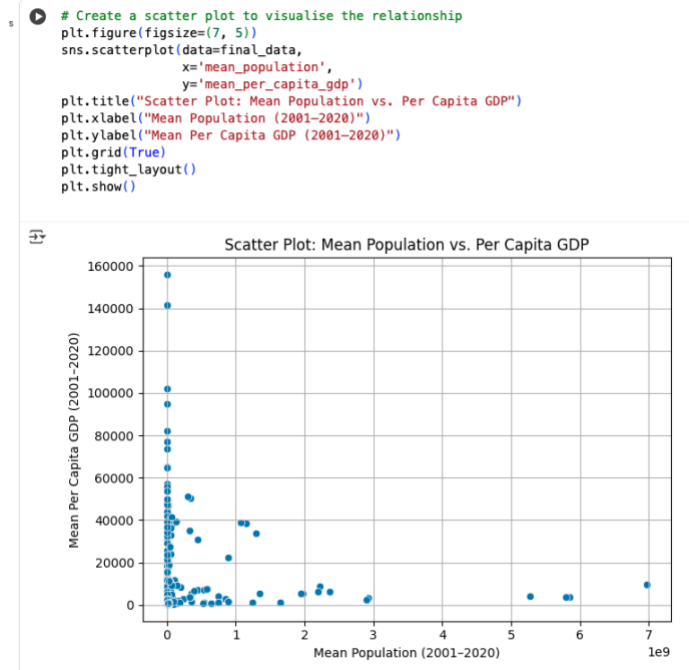 s
# Create a scatter plot to visualise the relationship
plt.figure(figsize=(7, 5))
sns.scatterplot(data=final_data,
x='mean_population',
y='mean_per_capita_gdp')
plt.title("Scatter Plot: Mean Population vs. Per Capita GDP")
plt.xlabel("Mean Population (2001–2020)")
plt.ylabel("Mean Per Capita GDP (2001–2020)")
plt.grid(True)
plt.tight_layout()
plt.show()
Scatter Plot: Mean Population vs. Per Capita GDP
Mean Per Capita GDP (2001–2020)
160000
140000
120000
100000
80000
60000
40000
20000
0
0 1 2 3 4 5 6 7
1e9
Mean Population (2001–2020)